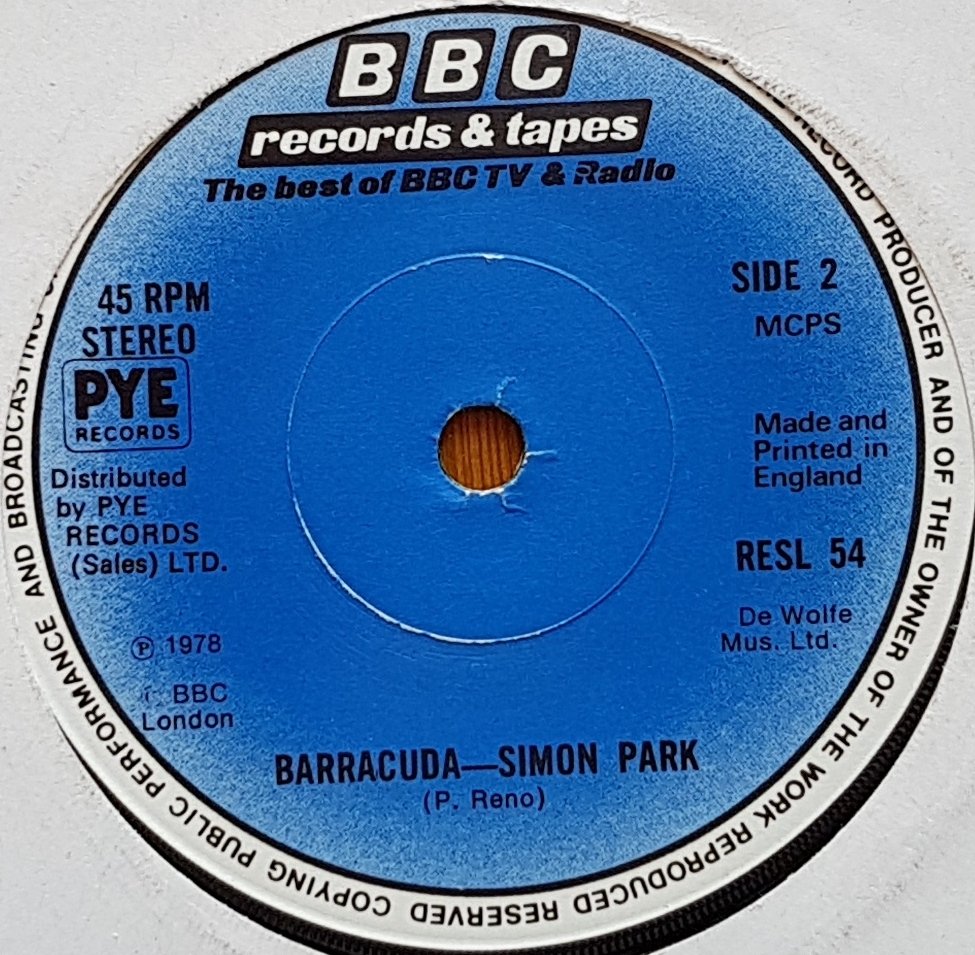 BBC
records & tapes
The best of BBC TV & Radio
45 RPM
STEREO
PYE
RECORDS
Distributed
by PYE
RECORDS
(Sales) LTD.
℗ 1978
BBC
London
SIDE 2
MCPS
Made and
Printed in
England
RESL 54
De Wolfe
Mus. Ltd.
BARRACUDA—SIMON PARK
(P. Reno)
RECORD PRODUCER AND OF THE OWNER OF THE WORK REPRODUCED RESERVED COPYING PUBLIC PERFORMANCE AND BROADCASTING